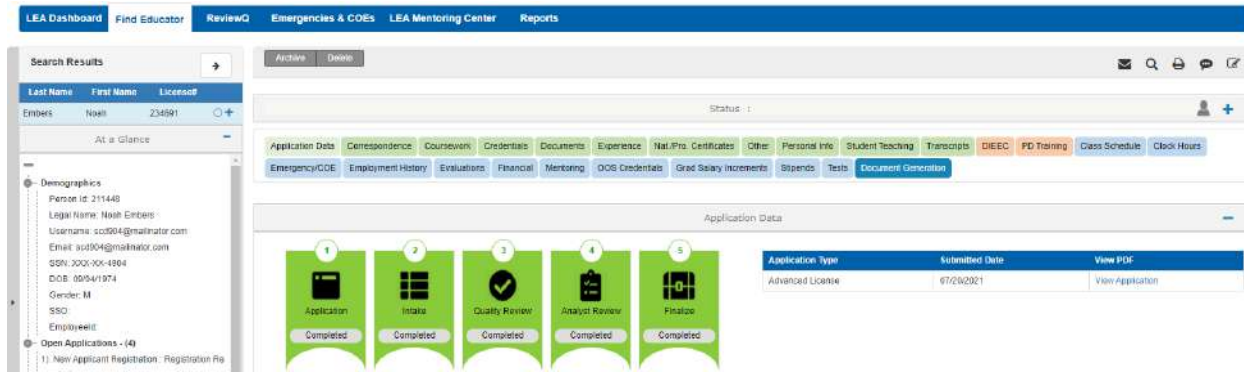 LEA Dashboard Find Educator ReviewQ Emergencies & COEs LEA Mentoring Center Reports
Search Results
Archive Delete
Last Name First Name License#
Embers Noah 234691
Status :
At a Glance
Application Data Correspondence Coursework Credentials Documents Experience Nat./Pro. Certificates Other Personal Info Student Teaching Transcripts DIEEC PD Training Class Schedule Clock Hours
Emergency/COE Employment History Evaluations Financial Mentoring OOS Credentials Grad Salary Increments Stipends Tests Document Generation
Demographics
Person Id: 211448
Legal Name: Noah Embers
Username: scd904@mailinator.com
Email: scd904@mailinator.com
SSN: XXX-XX-4904
DOB: 09/04/1974
Gender: M
SSO:
EmployeeId:
Open Applications - (4)
1) New Applicant Registration : Registration Re
Application Data
1 2 3 4 5
Application Intake Quality Review Analyst Review Finalize
Completed Completed Completed Completed Completed
Application Type Submitted Date View PDF
Advanced License 07/20/2021 View Application